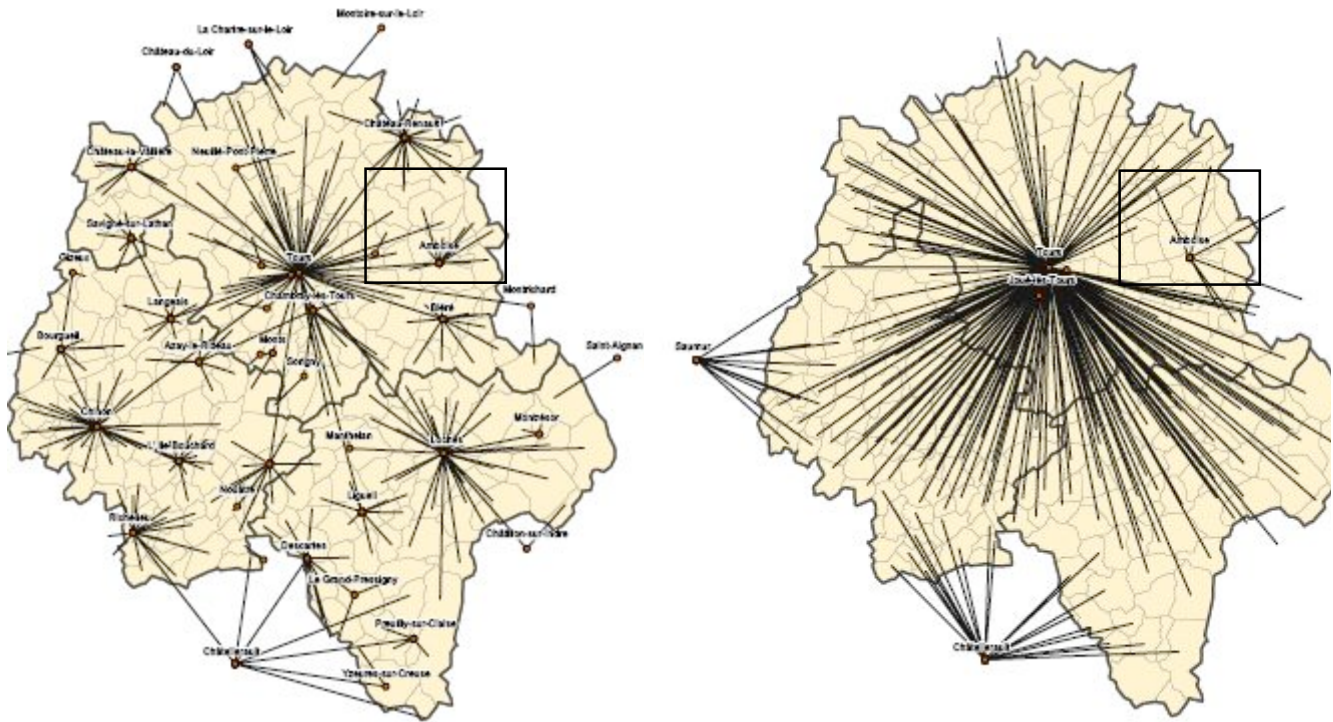 Montoire-sur-le-Loir
La Chartre-sur-le-Loir
Château-du-Loir
Château-Renault
Château-la-Vallière
Neuillé-Pont-Pierre
Savigné-sur-Lathan
Amboise
Tours
Gizeux
Langeais
Chambray-lès-Tours
Montrichard
Bléré
Bourgueil
Azay-le-Rideau
Monts
Sorigny
Saint-Aignan
Chinon
L'Île-Bouchard
Manthelan
Loches
Montrésor
Nouâtre
Ligueil
Richelieu
Descartes
Châtillon-sur-Indre
Le Grand-Pressigny
Preuilly-sur-Claise
Châtellerault
Yzeures-sur-Creuse
Tours
Amboise
Joué-lès-Tours
Saumur
Châtellerault